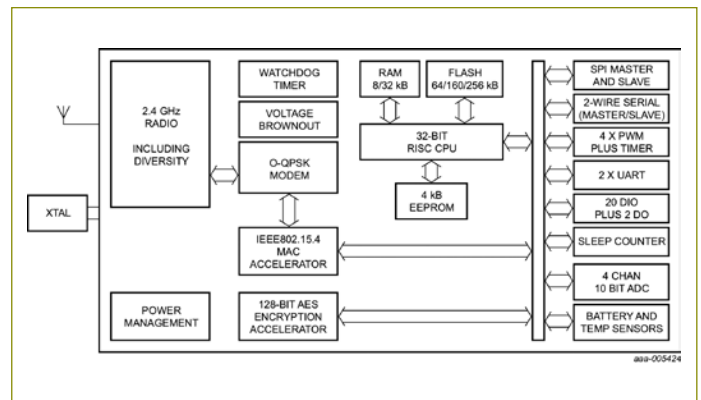 2.4 GHz
RADIO
INCLUDING
DIVERSITY
XTAL
POWER
MANAGEMENT
WATCHDOG
TIMER
VOLTAGE
BROWNOUT
O-QPSK
MODEM
IEEE802.15.4
MAC
ACCELERATOR
128-BIT AES
ENCRYPTION
ACCELERATOR
RAM
8/32 kB
FLASH
64/160/256 kB
32-BIT
RISC CPU
4 kB
EEPROM
SPI MASTER
AND SLAVE
2-WIRE SERIAL
(MASTER/SLAVE)
4 X PWM
PLUS TIMER
2 X UART
20 DIO
PLUS 2 DO
SLEEP COUNTER
4 CHAN
10 BIT ADC
BATTERY AND
TEMP SENSORS
aaa-005424